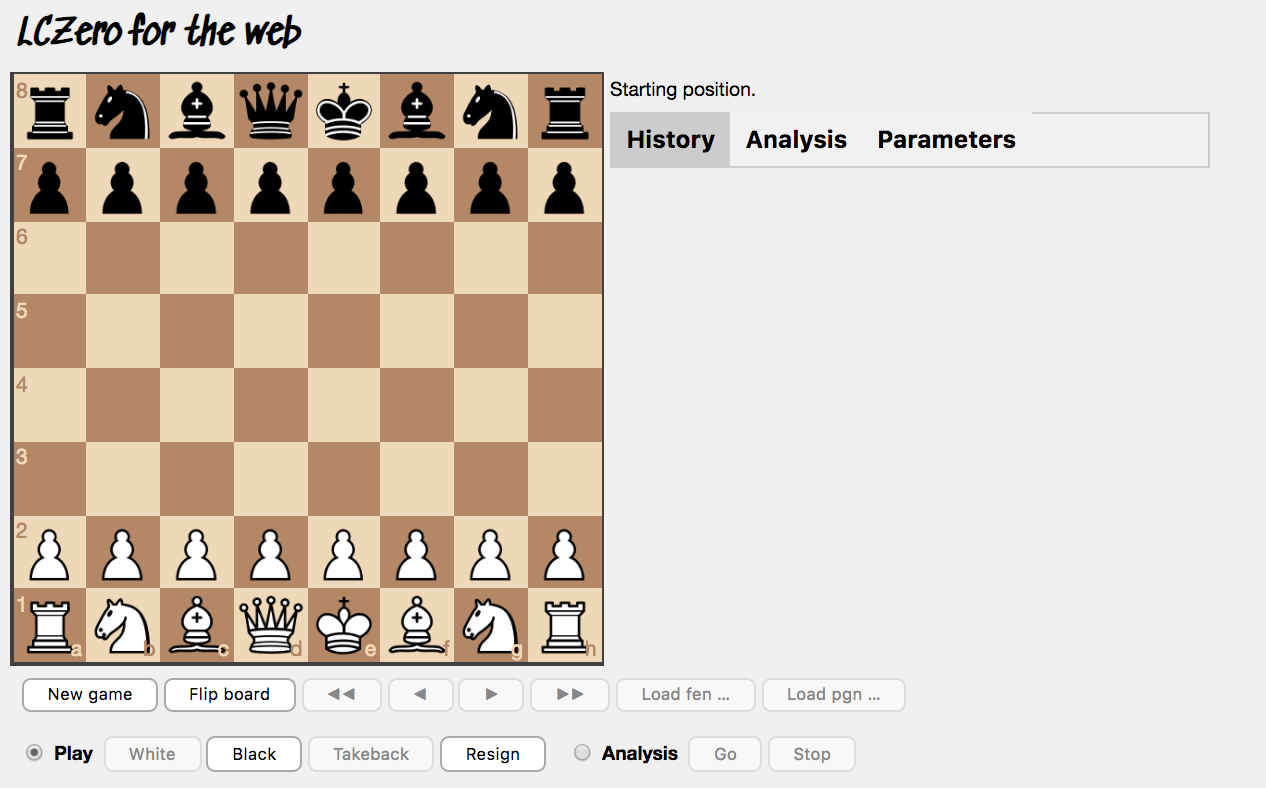 LCZero for the web
Starting position.
History Analysis Parameters
8
7
6
5
4
3
2
1
a b c d e f g h
New game Flip board ◀◀ ◀ ▶ ▶▶ Load fen ... Load pgn ...
Play White Black Takeback Resign Analysis Go Stop